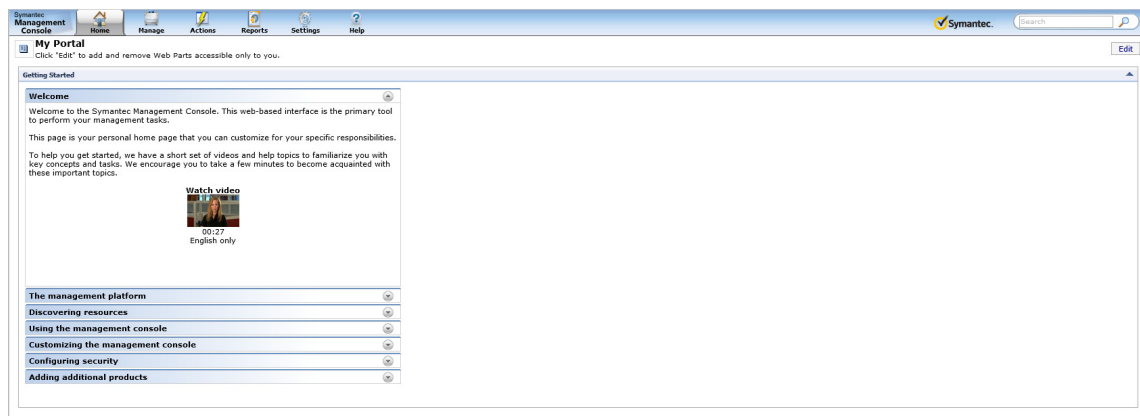 Symantec
Management
Console
Home
Manage
Actions
Reports
Settings
Help
Symantec.
Search
My Portal
Click 'Edit' to add and remove Web Parts accessible only to you.
Edit
Getting Started
Welcome
Welcome to the Symantec Management Console. This web-based interface is the primary tool
to perform your management tasks.
This page is your personal home page that you can customize for your specific responsibilities.
To help you get started, we have a short set of videos and help topics to familiarize you with
key concepts and tasks. We encourage you to take a few minutes to become acquainted with
these important topics.
Watch video
00:27
English only
The management platform
Discovering resources
Using the management console
Customizing the management console
Configuring security
Adding additional products